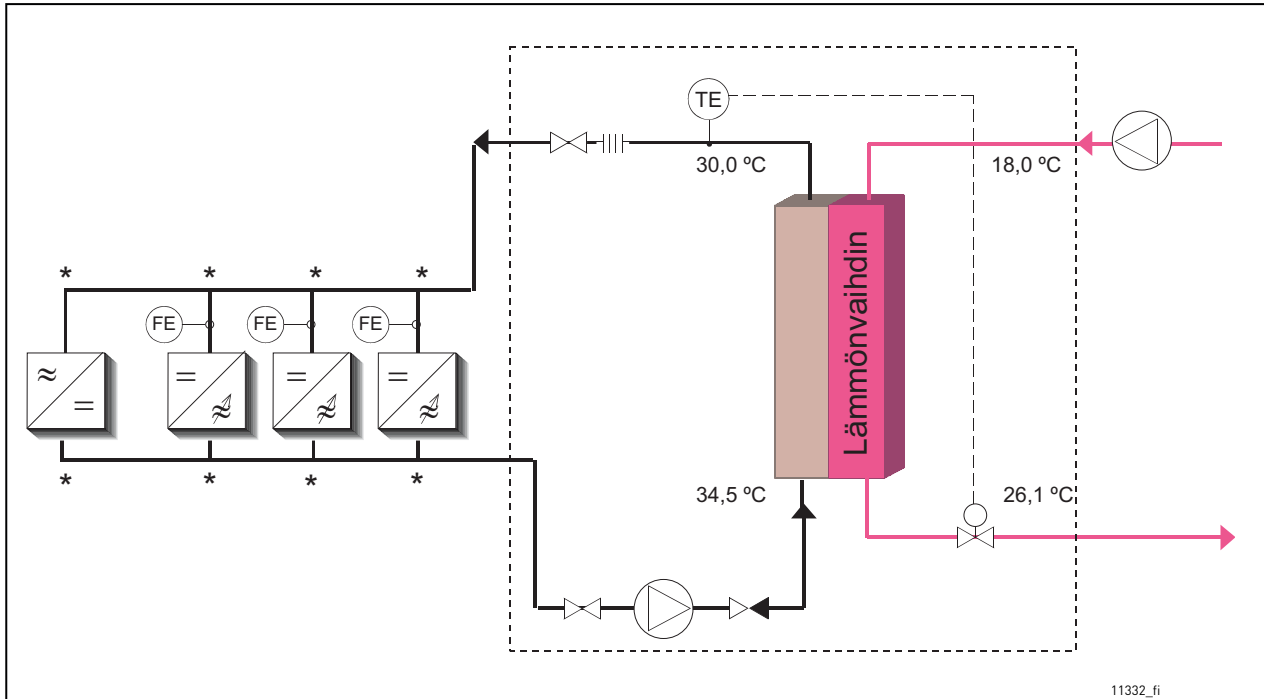 TE
30,0 ºC
18,0 ºC
* * * *
FE FE FE
≈ = = =
= ≈ ≈ ≈
Lämmönvaihdin
* * * *
34,5 ºC
26,1 ºC
11332_fi